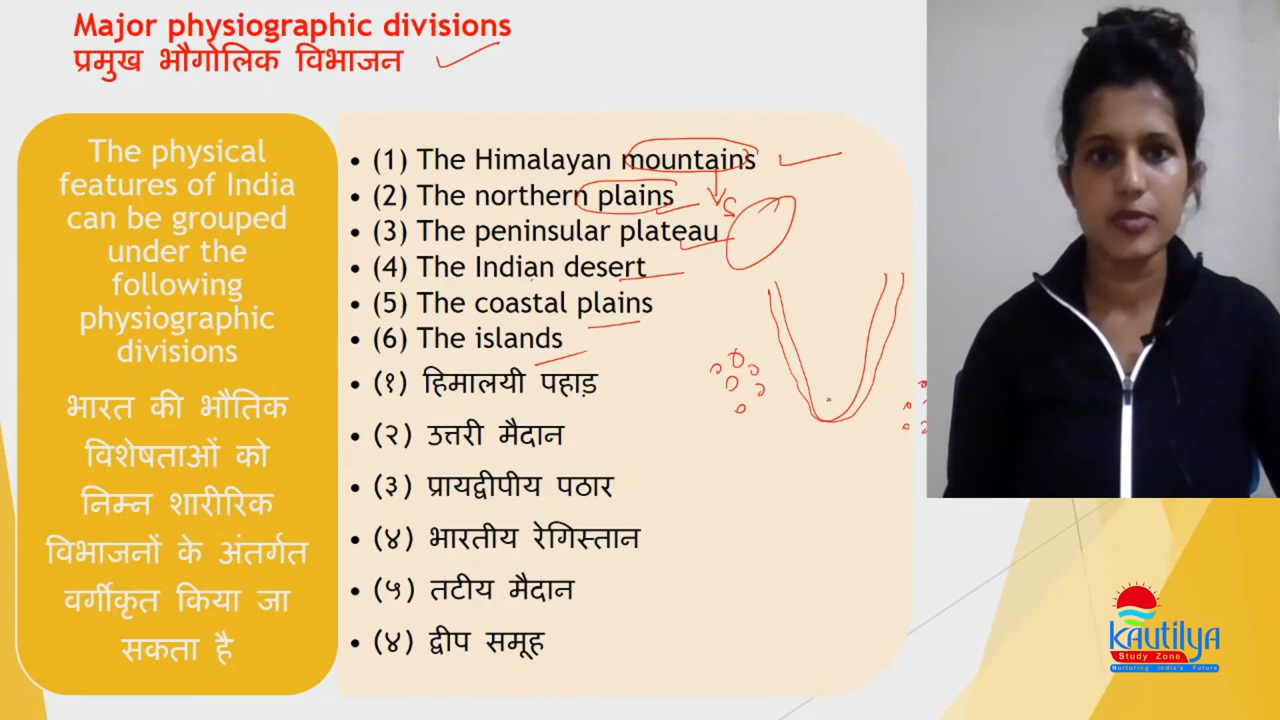 Major physiographic divisions
प्रमुख भौगोलिक विभाजन
The physical
features of India
can be grouped
under the
following
physiographic
divisions
भारत की भौतिक
विशेषताओं को
निम्न शारीरिक
विभाजनों के अंतर्गत
वर्गीकृत किया जा
सकता है
• (1) The Himalayan mountains
• (2) The northern plains
• (3) The peninsular plateau
• (4) The Indian desert
• (5) The coastal plains
• (6) The islands
• (१) हिमालयी पहाड़
• (२) उत्तरी मैदान
• (३) प्रायद्वीपीय पठार
• (४) भारतीय रेगिस्तान
• (५) तटीय मैदान
• (४) द्वीप समूह
Kautilya
Study Zone
Nurturing India's Future